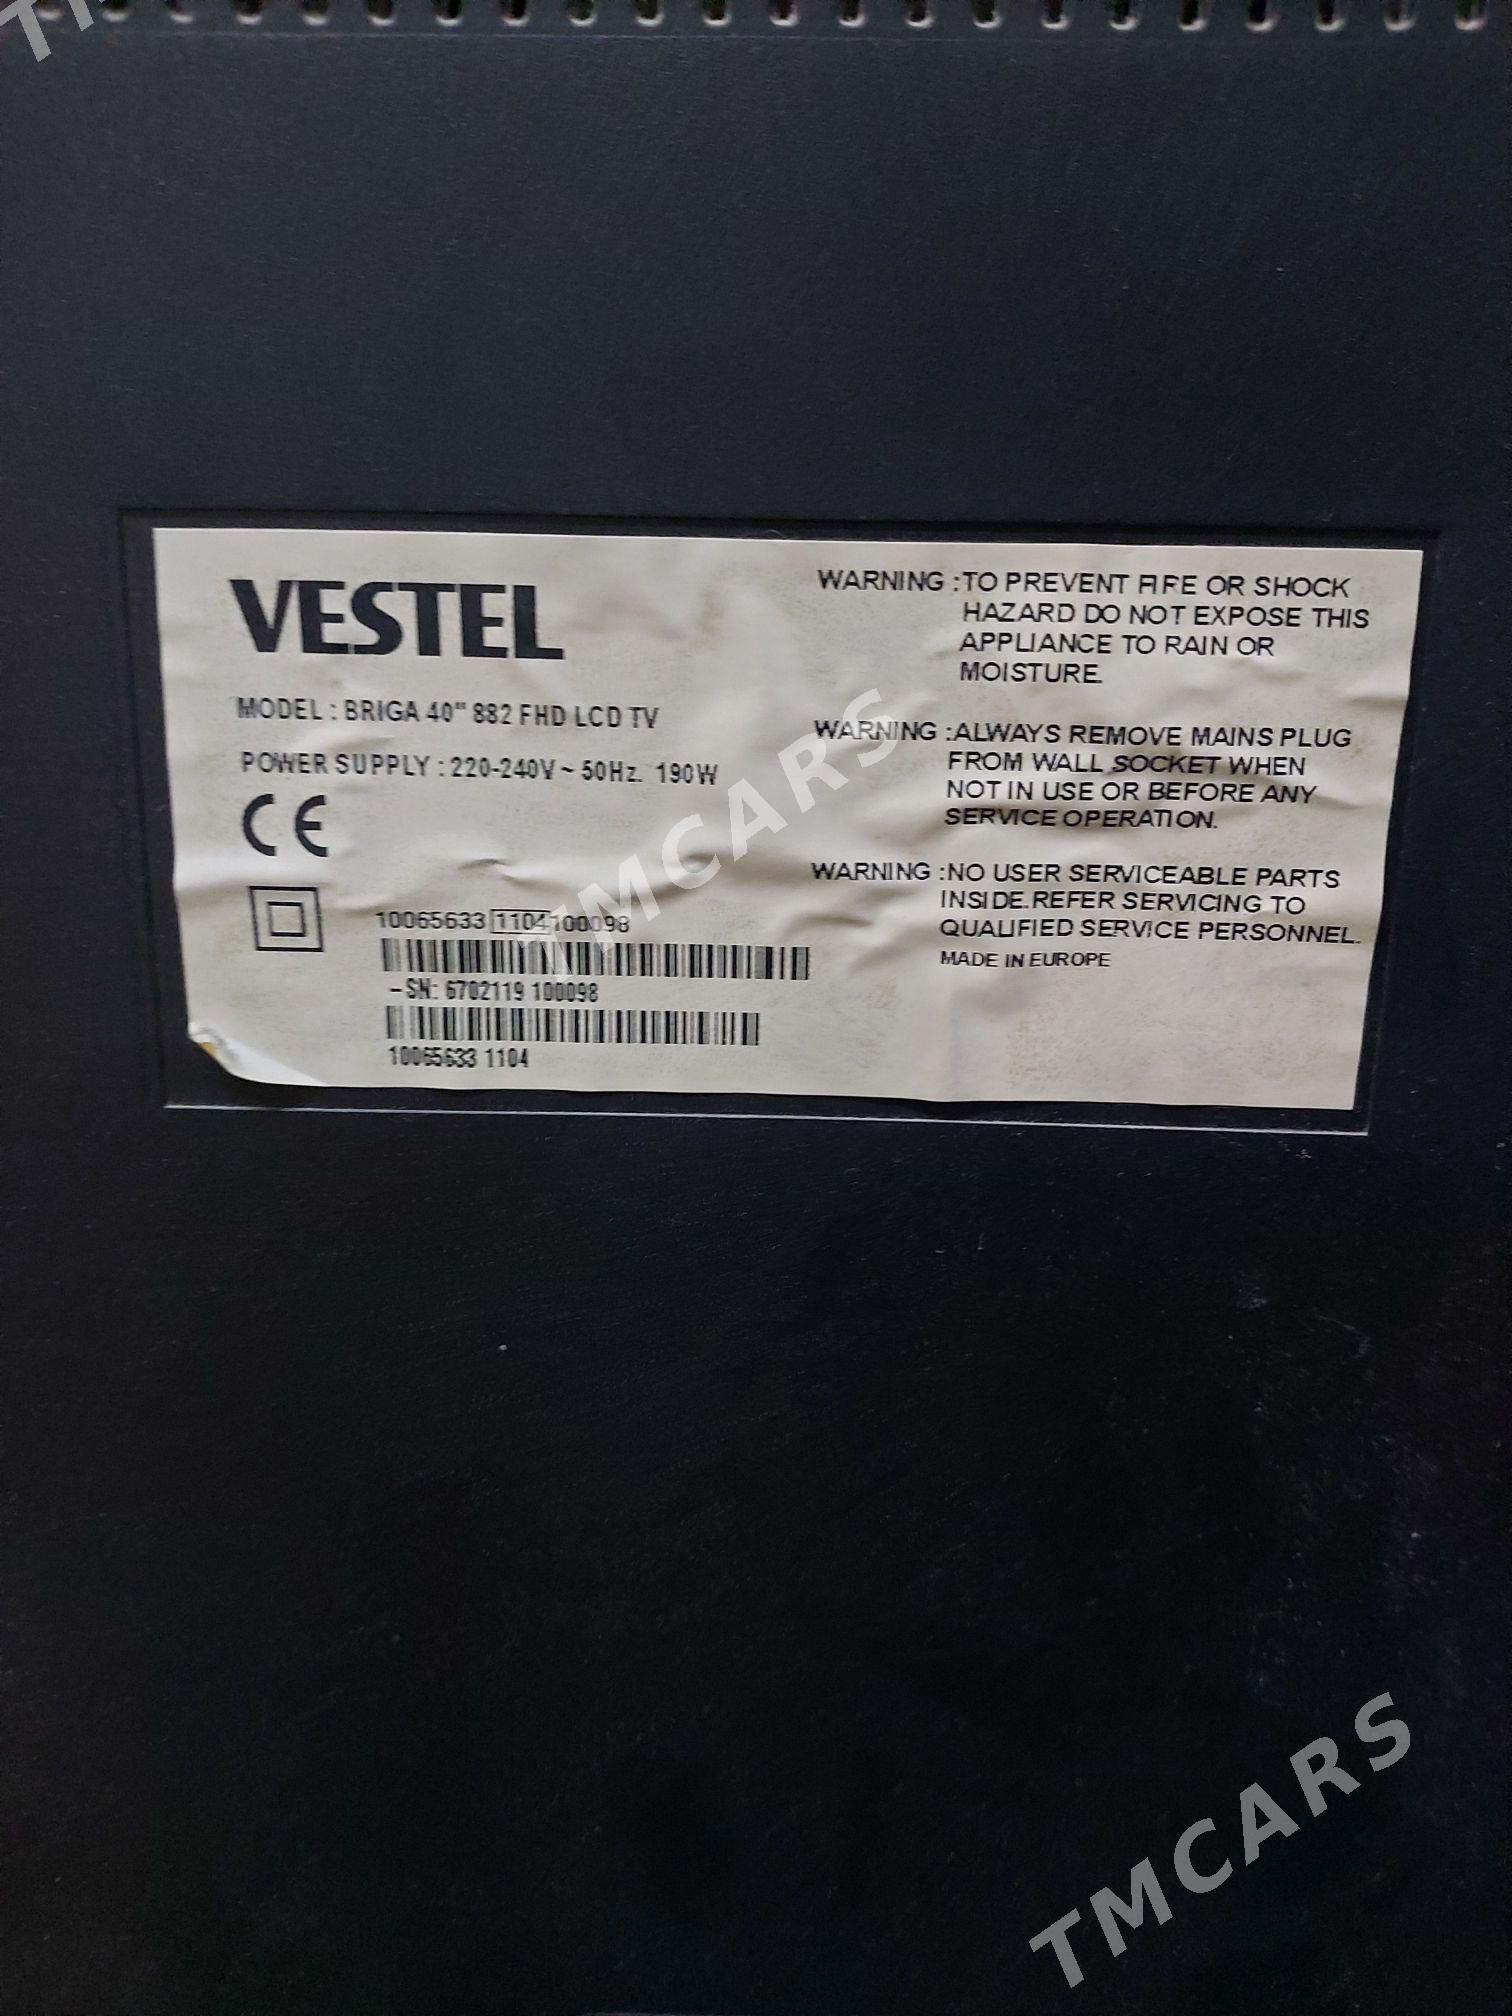 VESTEL
MODEL : BRIGA 40" 882 FHD LCD TV
POWER SUPPLY : 220-240V ~ 50Hz. 190W
CE
10065633 1104 100098
-SN: 6702119 100098
10065633 1104
WARNING :TO PREVENT FIRE OR SHOCK
HAZARD DO NOT EXPOSE THIS
APPLIANCE TO RAIN OR
MOISTURE.
WARNING :ALWAYS REMOVE MAINS PLUG
FROM WALL SOCKET WHEN
NOT IN USE OR BEFORE ANY
SERVICE OPERATION.
WARNING :NO USER SERVICEABLE PARTS
INSIDE.REFER SERVICING TO
QUALIFIED SERVICE PERSONNEL.
MADE IN EUROPE
TMCARS
TMCARS